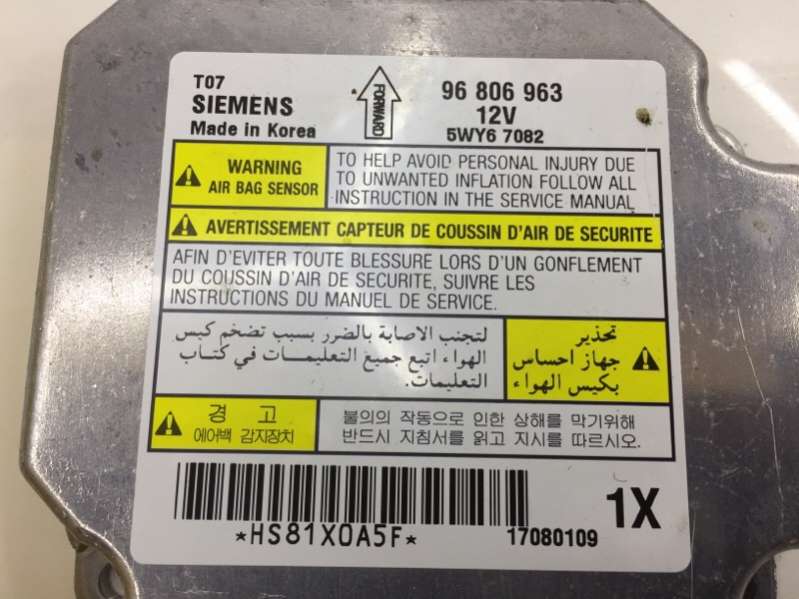 T07
SIEMENS
Made in Korea
FORWARD
96 806 963
12V
5WY6 7082
WARNING
AIR BAG SENSOR
TO HELP AVOID PERSONAL INJURY DUE
TO UNWANTED INFLATION FOLLOW ALL
INSTRUCTION IN THE SERVICE MANUAL
AVERTISSEMENT CAPTEUR DE COUSSIN D'AIR DE SECURITE
AFIN D'EVITER TOUTE BLESSURE LORS D'UN GONFLEMENT
DU COUSSIN D'AIR DE SECURITE, SUIVRE LES
INSTRUCTIONS DU MANUEL DE SERVICE.
تحذير
جهاز احساس
بكيس الهواء
لتجنب الاصابة بالضرر بسبب تضخم كيس
الهواء اتبع جميع التعليمات في كتاب
التعليمات.
경 고
에어백 감지장치
불의의 작동으로 인한 상해를 막기위해
반드시 지침서를 읽고 지시를 따르시오.
*HS81X0A5F*
17080109
1X